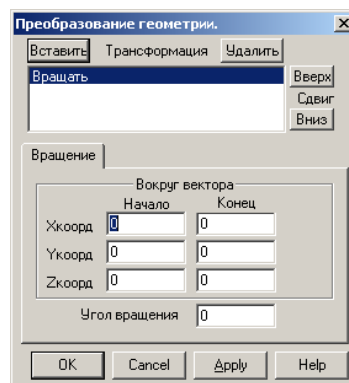 Преобразование геометрии.
Вставить Трансформация Удалить
Вращать
Вверх
Сдвиг
Вниз
Вращение
Вокруг вектора
Начало Конец
Xкоорд 0 0
Yкоорд 0 0
Zкоорд 0 0
Угол вращения 0
OK Cancel Apply Help